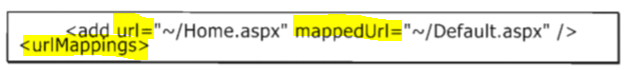 <add url="~/Home.aspx" mappedUrl="~/Default.aspx" />
<urlMappings>